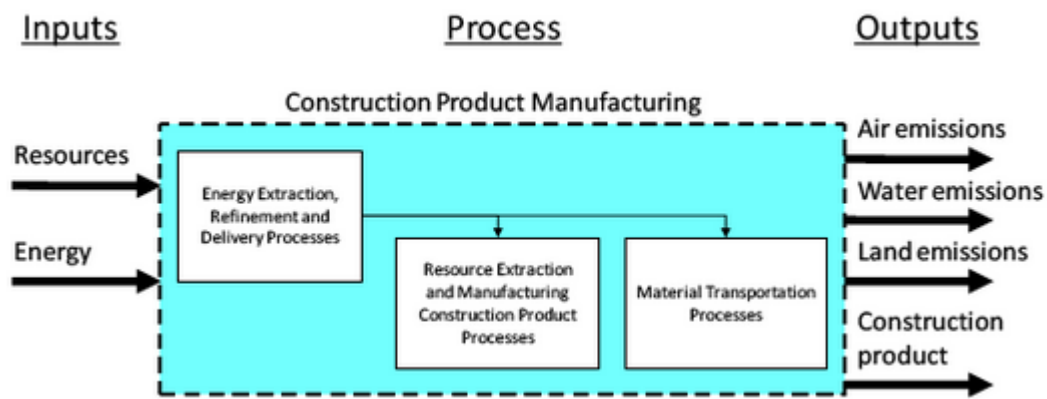 Inputs
Process
Outputs
Construction Product Manufacturing
Resources
Energy
Energy Extraction,
Refinement and
Delivery Processes
Resource Extraction
and Manufacturing
Construction Product
Processes
Material Transportation
Processes
Air emissions
Water emissions
Land emissions
Construction
product